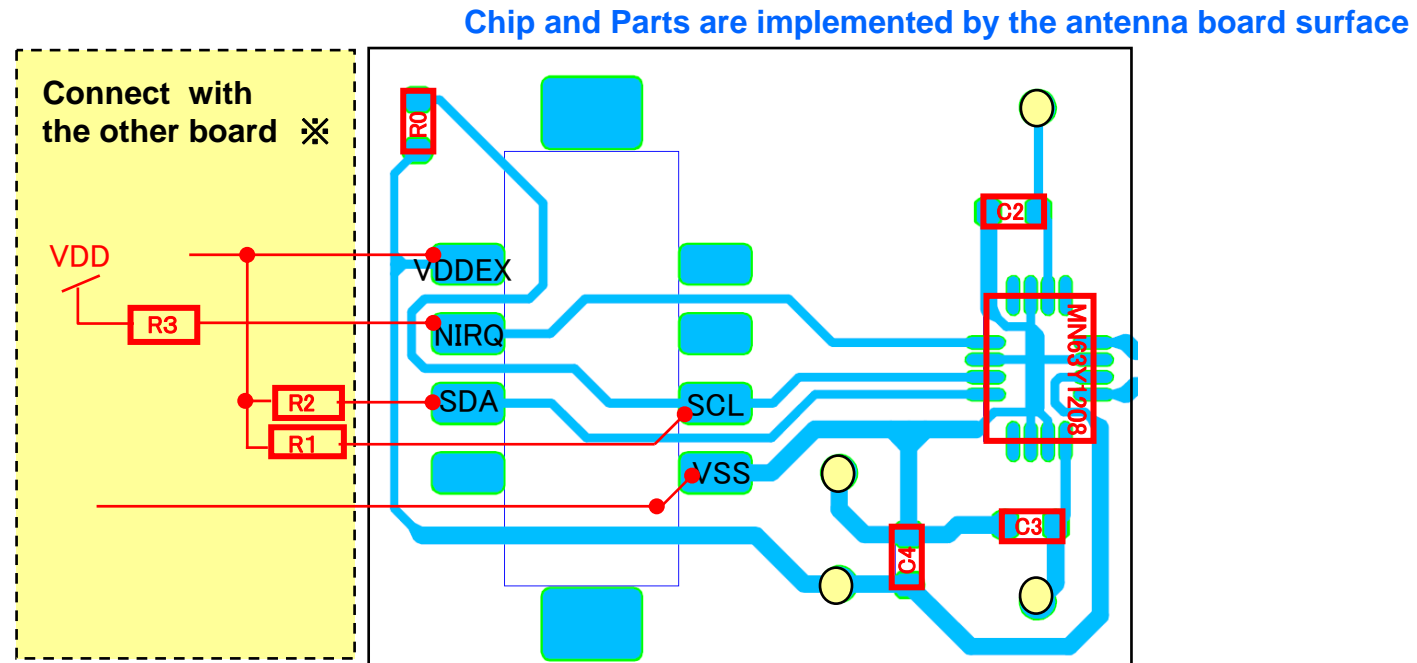 Chip and Parts are implemented by the antenna board surface
Connect with
the other board ※
R0
C2
VDD
VDDEX
R3
NIRQ
MN63Y1208
R2
SDA
SCL
R1
VSS
C3
C4